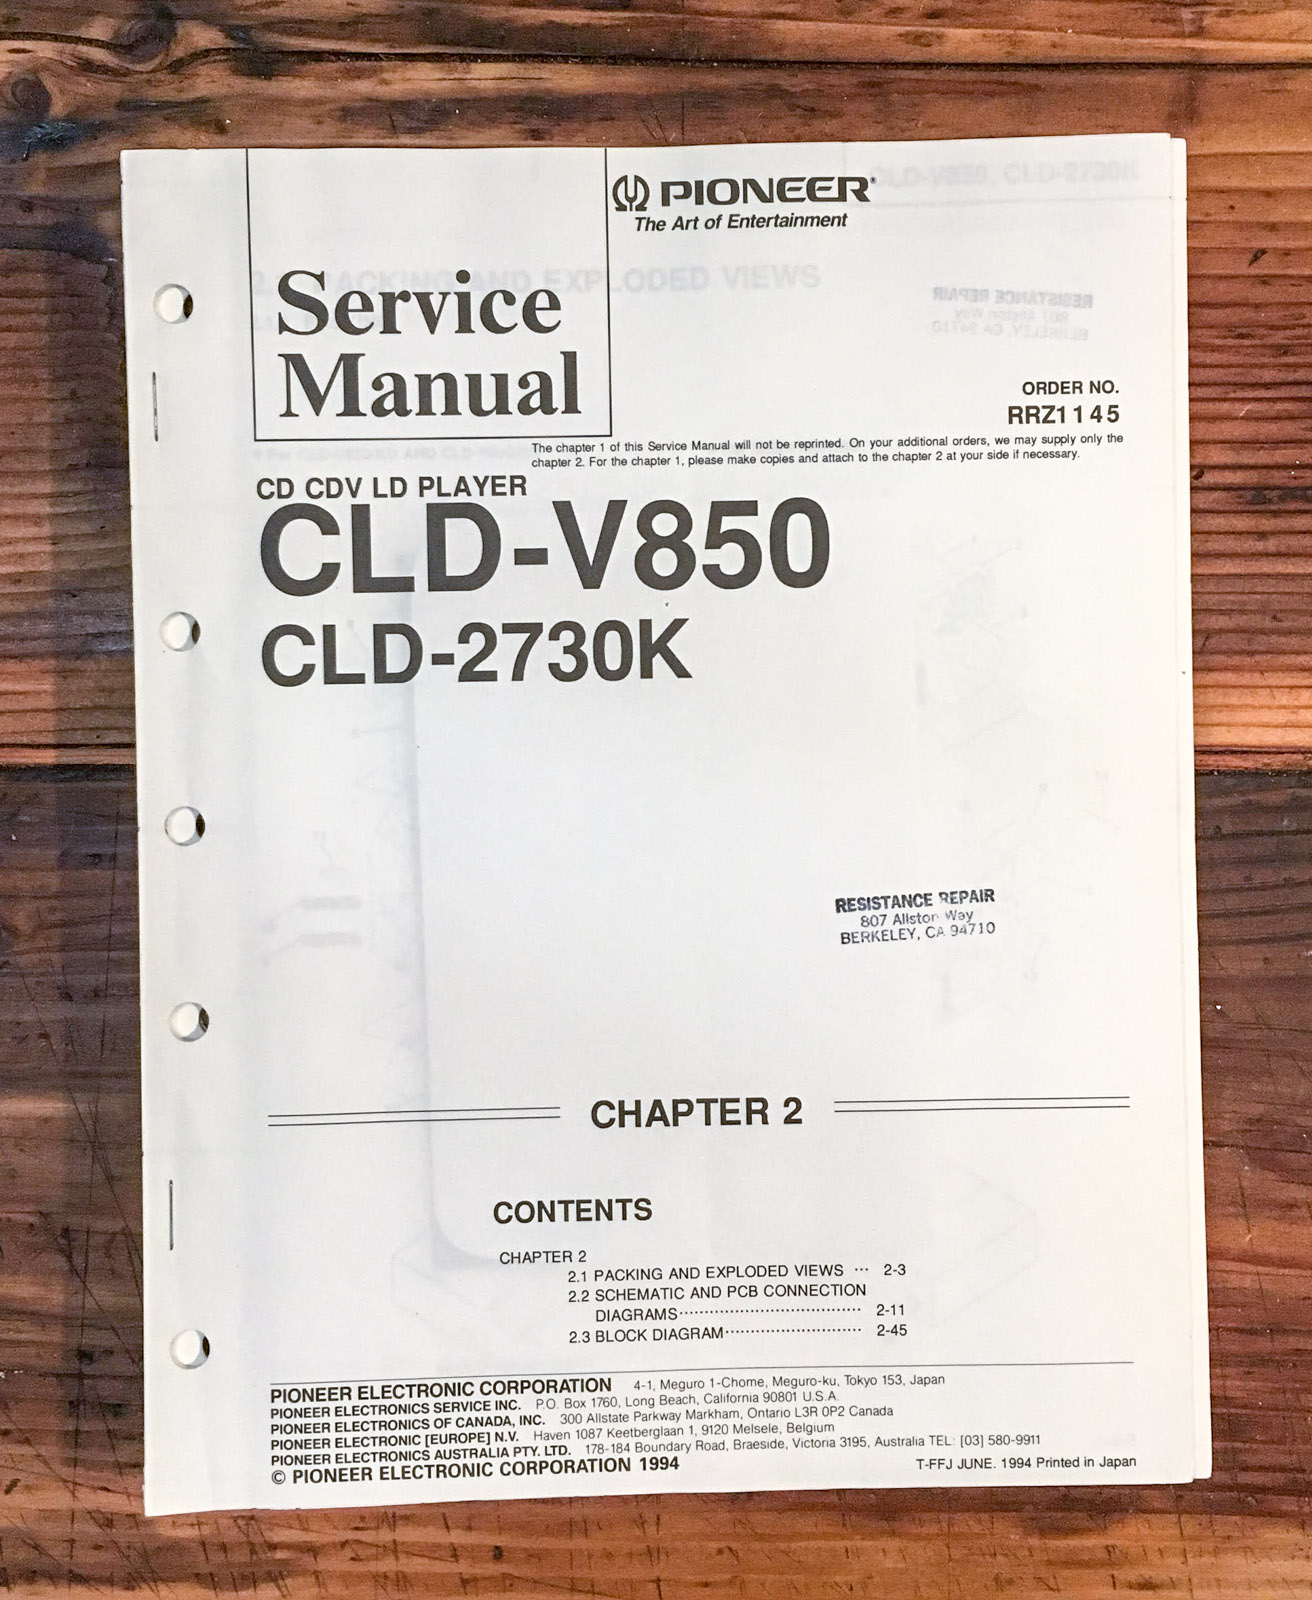 PIONEER
The Art of Entertainment
Service
Manual
ORDER NO.
RRZ1145
The chapter 1 of this Service Manual will not be reprinted. On your additional orders, we may supply only the
chapter 2. For the chapter 1, please make copies and attach to the chapter 2 at your side if necessary.
CD CDV LD PLAYER
CLD-V850
CLD-2730K
RESISTANCE REPAIR
807 Allston Way
BERKELEY, CA 94710
CHAPTER 2
CONTENTS
CHAPTER 2
2.1 PACKING AND EXPLODED VIEWS ··· 2-3
2.2 SCHEMATIC AND PCB CONNECTION
DIAGRAMS ··· 2-11
2.3 BLOCK DIAGRAM ··· 2-45
PIONEER ELECTRONIC CORPORATION 4-1, Meguro 1-Chome, Meguro-ku, Tokyo 153, Japan
PIONEER ELECTRONICS SERVICE INC. P.O. Box 1760, Long Beach, California 90801 U.S.A.
PIONEER ELECTRONICS OF CANADA, INC. 300 Allstate Parkway Markham, Ontario L3R 0P2 Canada
PIONEER ELECTRONIC [EUROPE] N.V. Haven 1087 Keetberglaan 1, 9120 Melsele, Belgium
PIONEER ELECTRONICS AUSTRALIA PTY. LTD. 178-184 Boundary Road, Braeside, Victoria 3195, Australia TEL: [03] 580-9911
© PIONEER ELECTRONIC CORPORATION 1994
T-FFJ JUNE. 1994 Printed in Japan